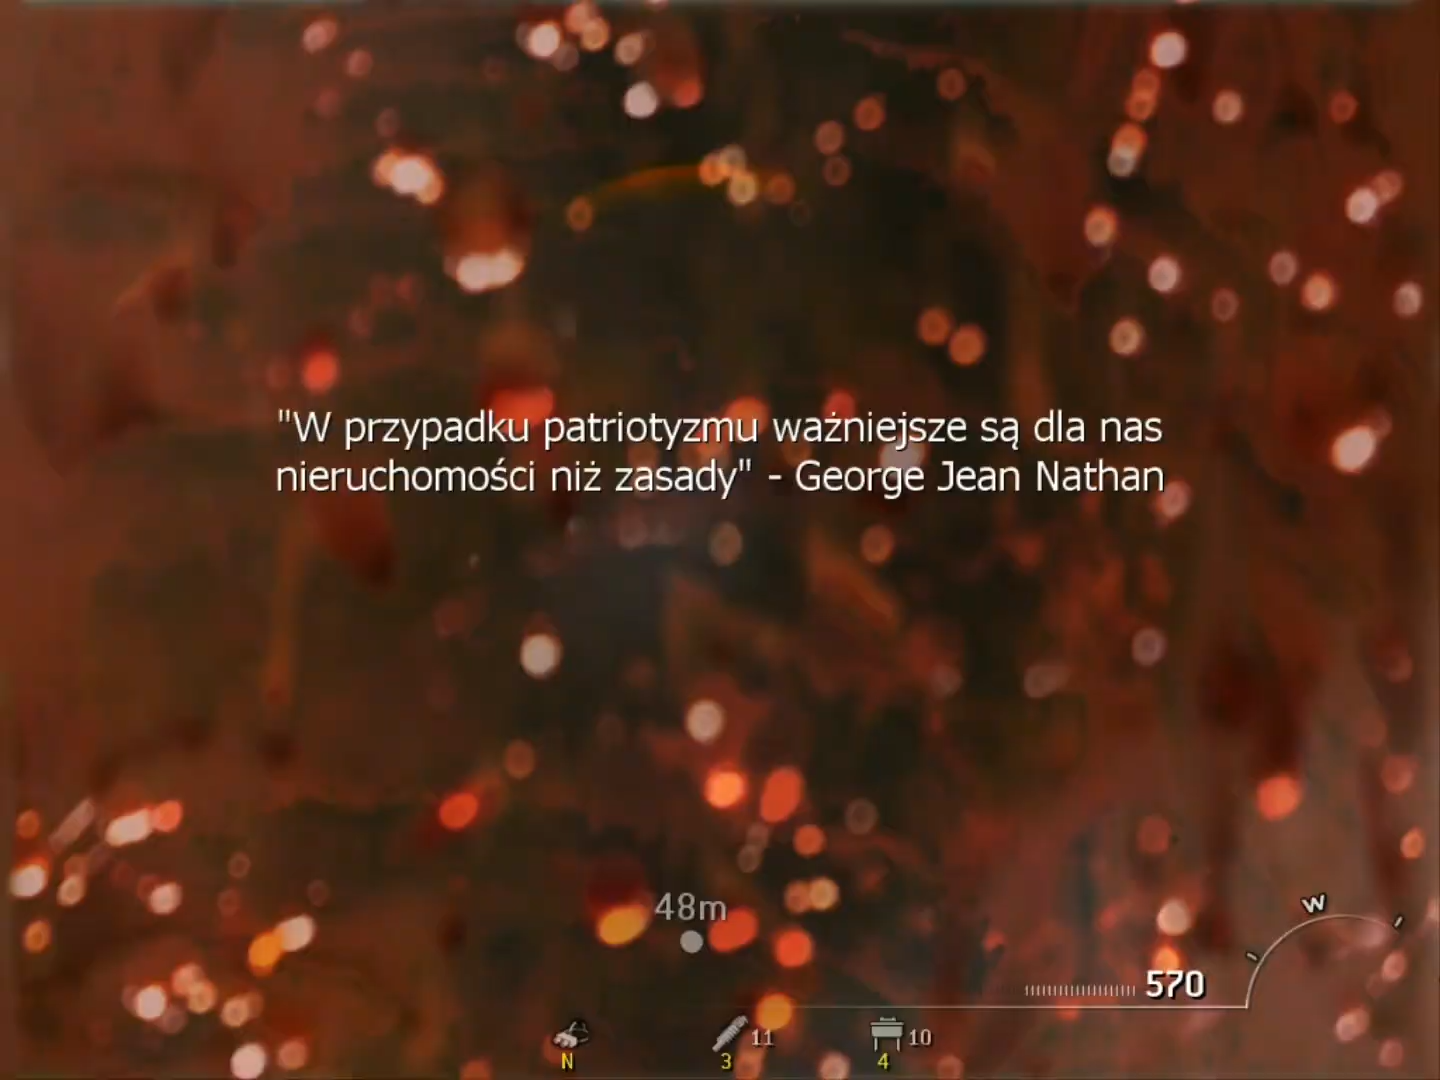 "W przypadku patriotyzmu ważniejsze są dla nas
nieruchomości niż zasady" - George Jean Nathan
48m
W
570
11
10
N
3
4